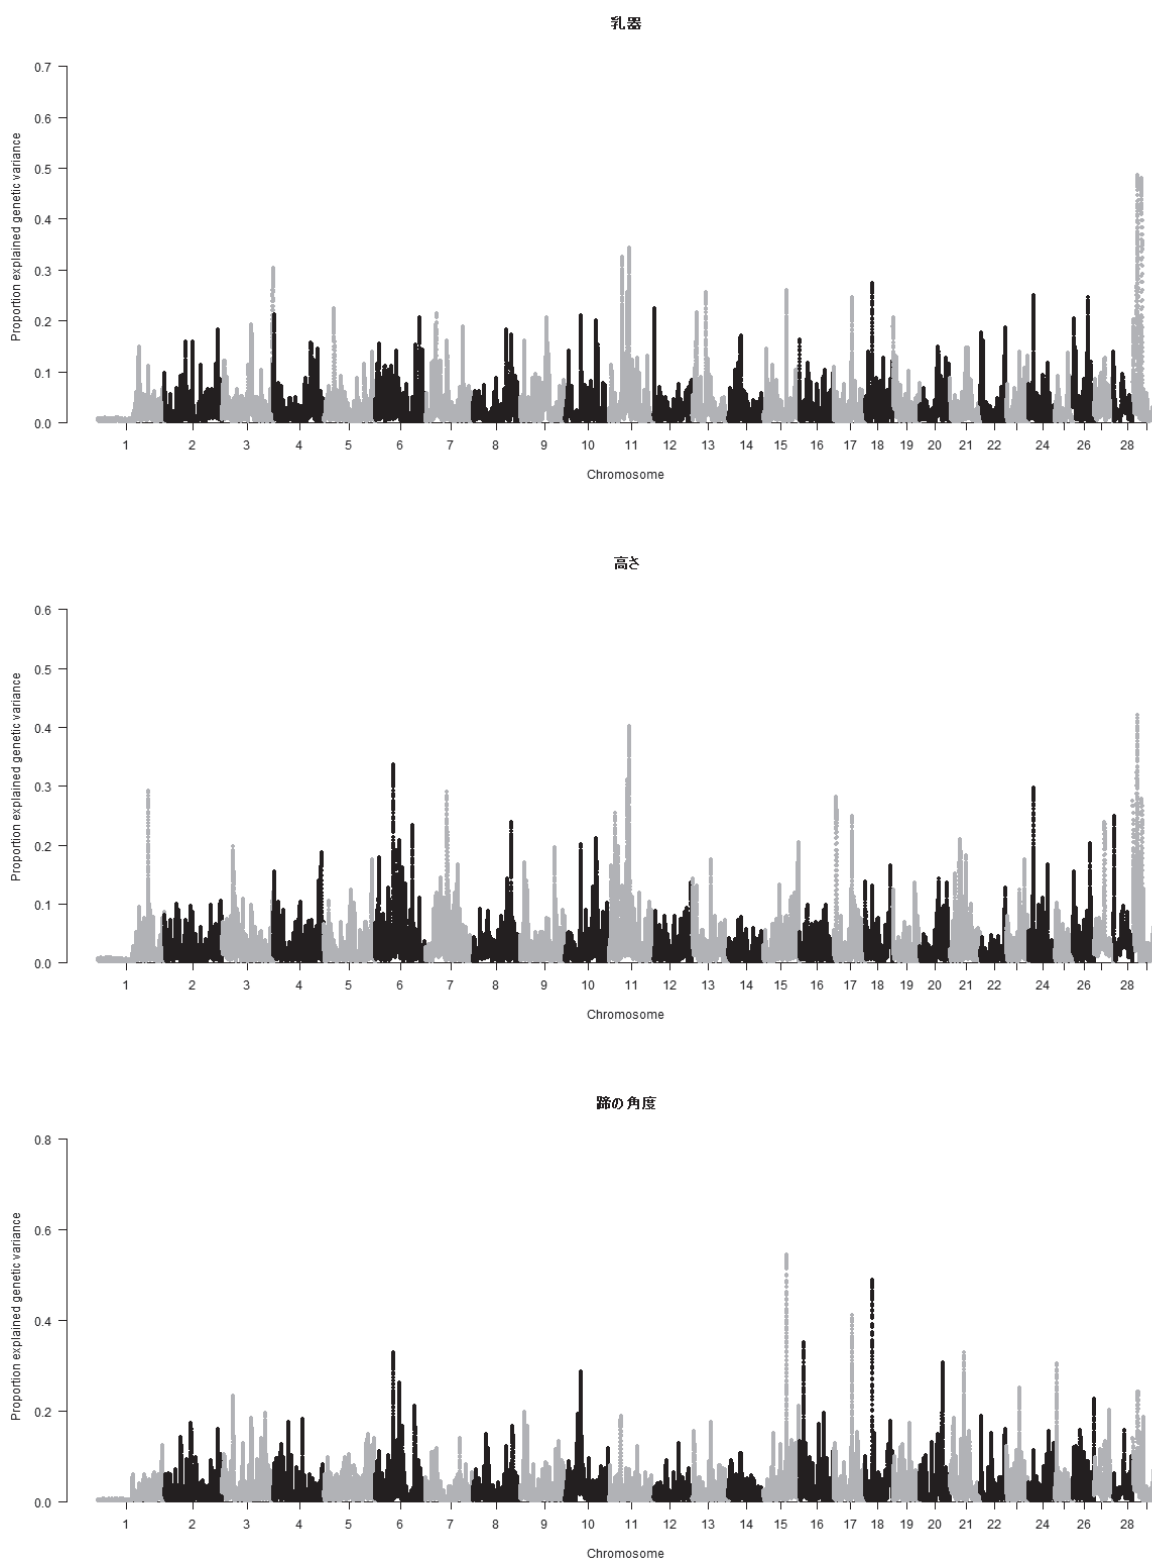 乳器
Proportion explained genetic variance
0.7
0.6
0.5
0.4
0.3
0.2
0.1
0.0
1 2 3 4 5 6 7 8 9 10 11 12 13 14 15 16 17 18 19 20 21 22 24 26 28
Chromosome
高さ
Proportion explained genetic variance
0.6
0.5
0.4
0.3
0.2
0.1
0.0
1 2 3 4 5 6 7 8 9 10 11 12 13 14 15 16 17 18 19 20 21 22 24 26 28
Chromosome
蹄の角度
Proportion explained genetic variance
0.8
0.6
0.4
0.2
0.0
1 2 3 4 5 6 7 8 9 10 11 12 13 14 15 16 17 18 19 20 21 22 24 26 28
Chromosome